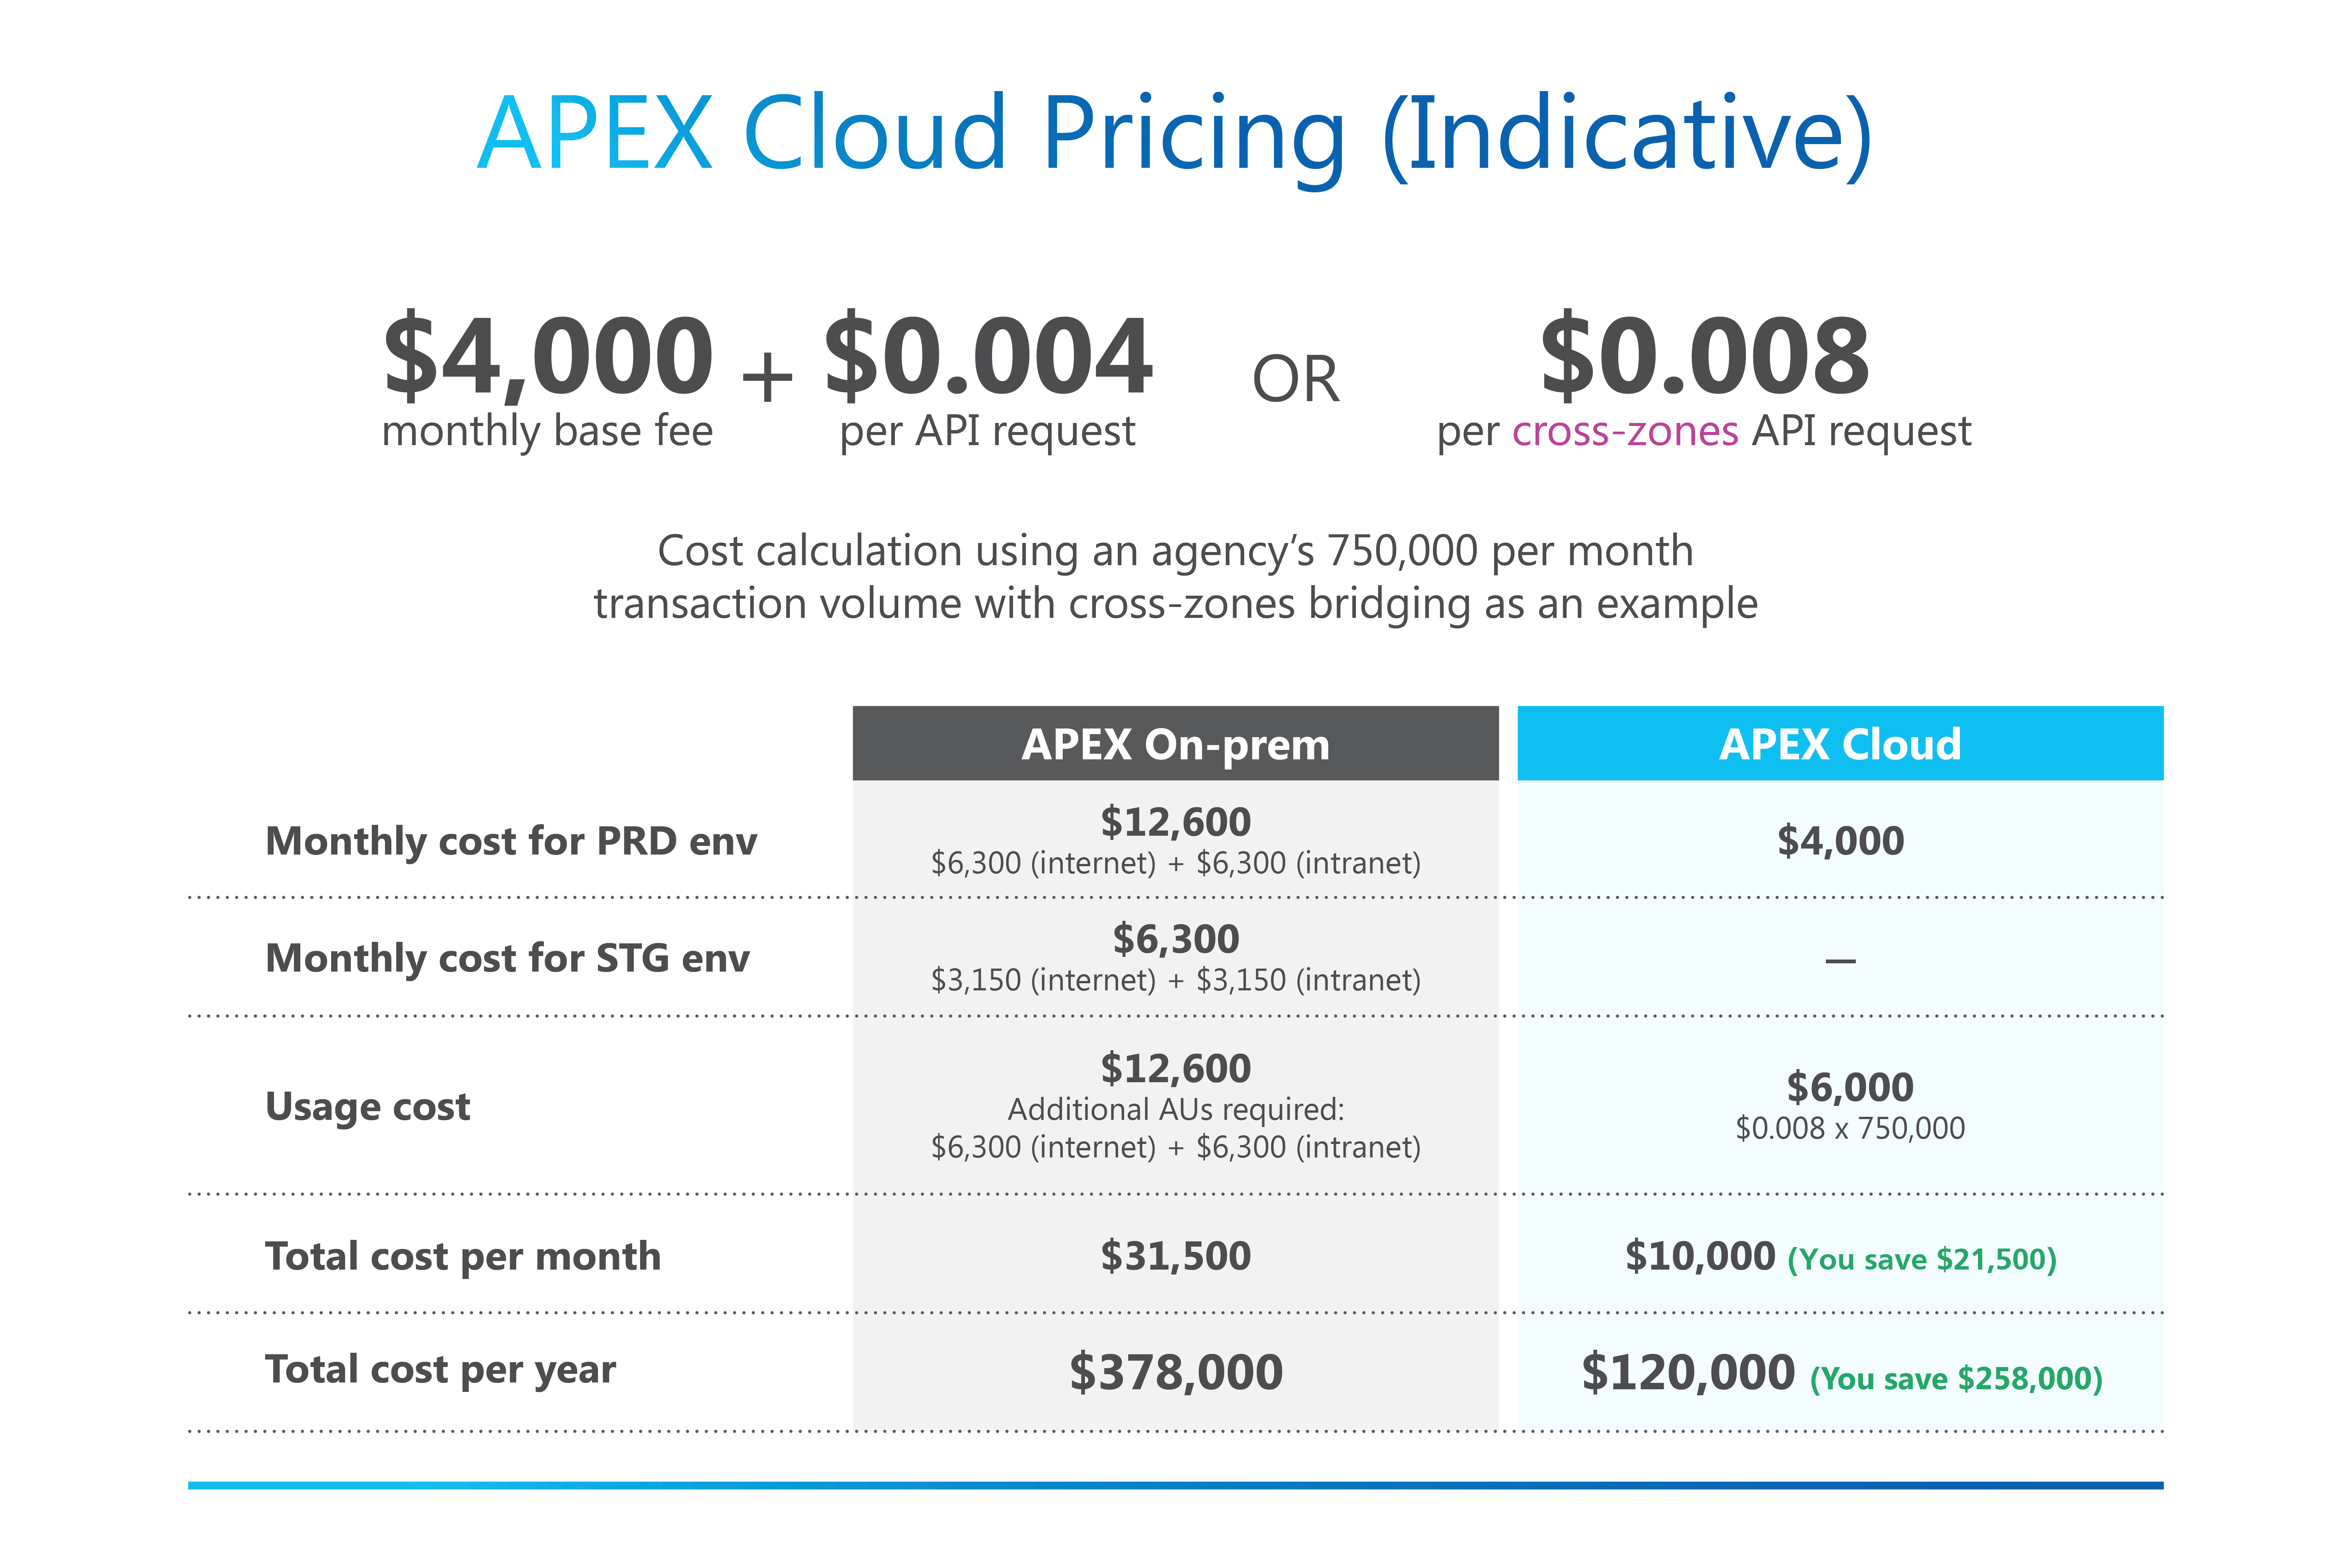 APEX Cloud Pricing (Indicative)
$4,000 + $0.004 OR $0.008
monthly base fee per API request per cross-zones API request
Cost calculation using an agency’s 750,000 per month
transaction volume with cross-zones bridging as an example
APEX On-prem APEX Cloud
Monthly cost for PRD env $12,600 $4,000
$6,300 (internet) + $6,300 (intranet)
Monthly cost for STG env $6,300 —
$3,150 (internet) + $3,150 (intranet)
Usage cost $12,600 $6,000
Additional AUs required: $0.008 x 750,000
$6,300 (internet) + $6,300 (intranet)
Total cost per month $31,500 $10,000 (You save $21,500)
Total cost per year $378,000 $120,000 (You save $258,000)